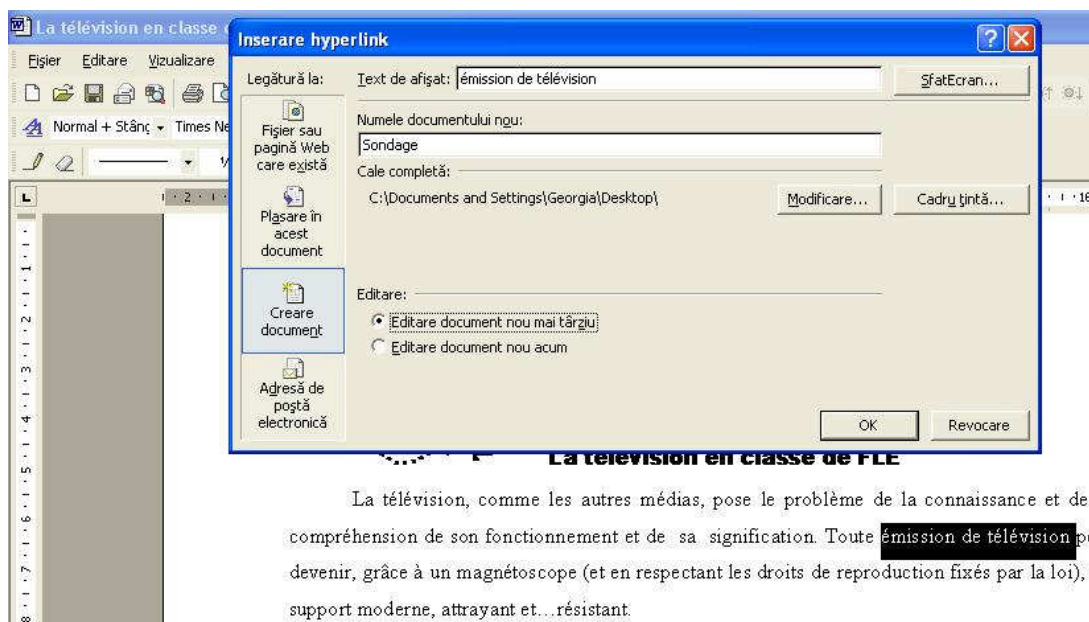 La télévision en classe
Inserare hyperlink
Fişier Editare Vizualizare
Legătură la:
Text de afişat: émission de télévision
SfatEcran...
Normal + Stânç Times Ne
Fişier sau
pagină Web
care există
Numele documentului nou:
Sondage
Cale completă:
C:\Documents and Settings\Georgia\Desktop\
Modificare...
Cadru ţintă...
Plasare în
acest
document
Creare
document
Editare:
Editare document nou mai târziu
Editare document nou acum
Adresă de
poştă
electronică
OK
Revocare
La télévision en classe de FLE
La télévision, comme les autres médias, pose le problème de la connaissance et de
compréhension de son fonctionnement et de sa signification. Toute émission de télévision
devenir, grâce à un magnétoscope (et en respectant les droits de reproduction fixés par la loi),
support moderne, attrayant et...résistant.